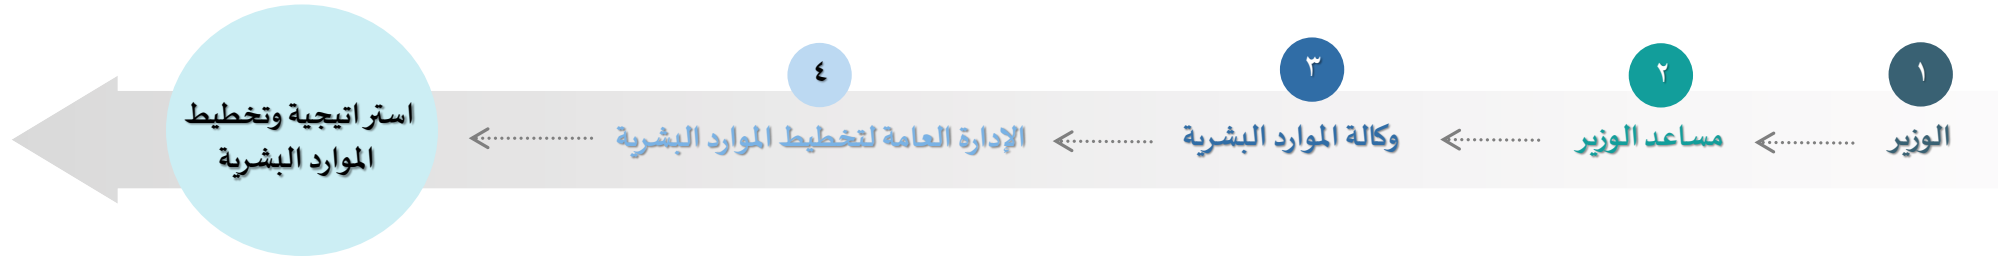 ١
الوزير
٢
مساعد الوزير
٣
وكالة الموارد البشرية
٤
الإدارة العامة لتخطيط الموارد البشرية
استراتيجية وتخطيط
الموارد البشرية